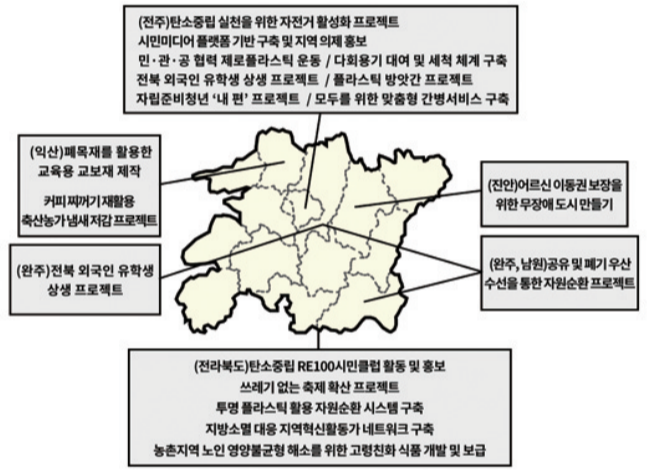 (전주)탄소중립 실천을 위한 자전거 활성화 프로젝트
시민미디어 플랫폼 기반 구축 및 지역 의제 홍보
민·관·공 협력 제로플라스틱 운동 / 다회용기 대여 및 세척 체계 구축
전북 외국인 유학생 상생 프로젝트 / 플라스틱 방앗간 프로젝트
자립준비청년 '내 편' 프로젝트 / 모두를 위한 맞춤형 간병서비스 구축
(익산)폐목재를 활용한
교육용 교보재 제작
커피 찌꺼기 재활용
축산농가 냄새 저감 프로젝트
(진안)어르신 이동권 보장을
위한 무장애 도시 만들기
(완주)전북 외국인 유학생
상생 프로젝트
(완주, 남원)공유 및 폐기 우산
수선을 통한 자원순환 프로젝트
(전라북도)탄소중립 RE100시민클럽 활동 및 홍보
쓰레기 없는 축제 확산 프로젝트
투명 플라스틱 활용 자원순환 시스템 구축
지방소멸 대응 지역혁신활동가 네트워크 구축
농촌지역 노인 영양불균형 해소를 위한 고령친화 식품 개발 및 보급